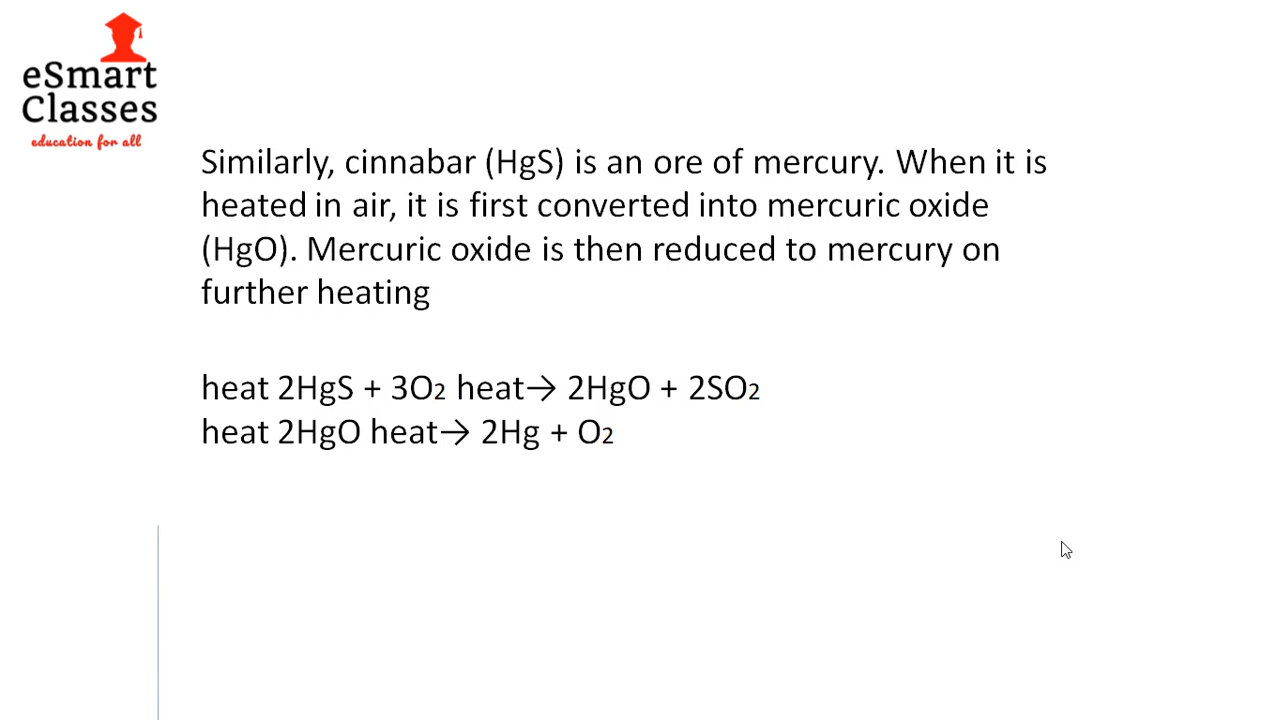 eSmart
Classes
education for all
Similarly, cinnabar (HgS) is an ore of mercury. When it is
heated in air, it is first converted into mercuric oxide
(HgO). Mercuric oxide is then reduced to mercury on
further heating
heat 2HgS + 3O₂ heat→ 2HgO + 2SO₂
heat 2HgO heat→ 2Hg + O₂